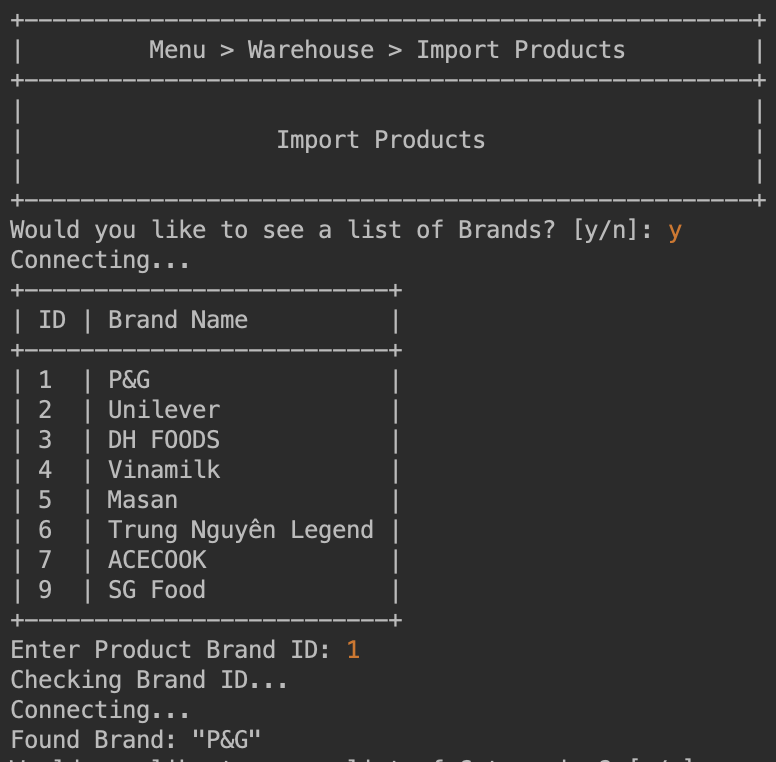 Menu > Warehouse > Import Products
Import Products
Would you like to see a list of Brands? [y/n]: y
Connecting...
| ID | Brand Name |
| 1 | P&G |
| 2 | Unilever |
| 3 | DH FOODS |
| 4 | Vinamilk |
| 5 | Masan |
| 6 | Trung Nguyên Legend |
| 7 | ACECOOK |
| 9 | SG Food |
Enter Product Brand ID: 1
Checking Brand ID...
Connecting...
Found Brand: "P&G"